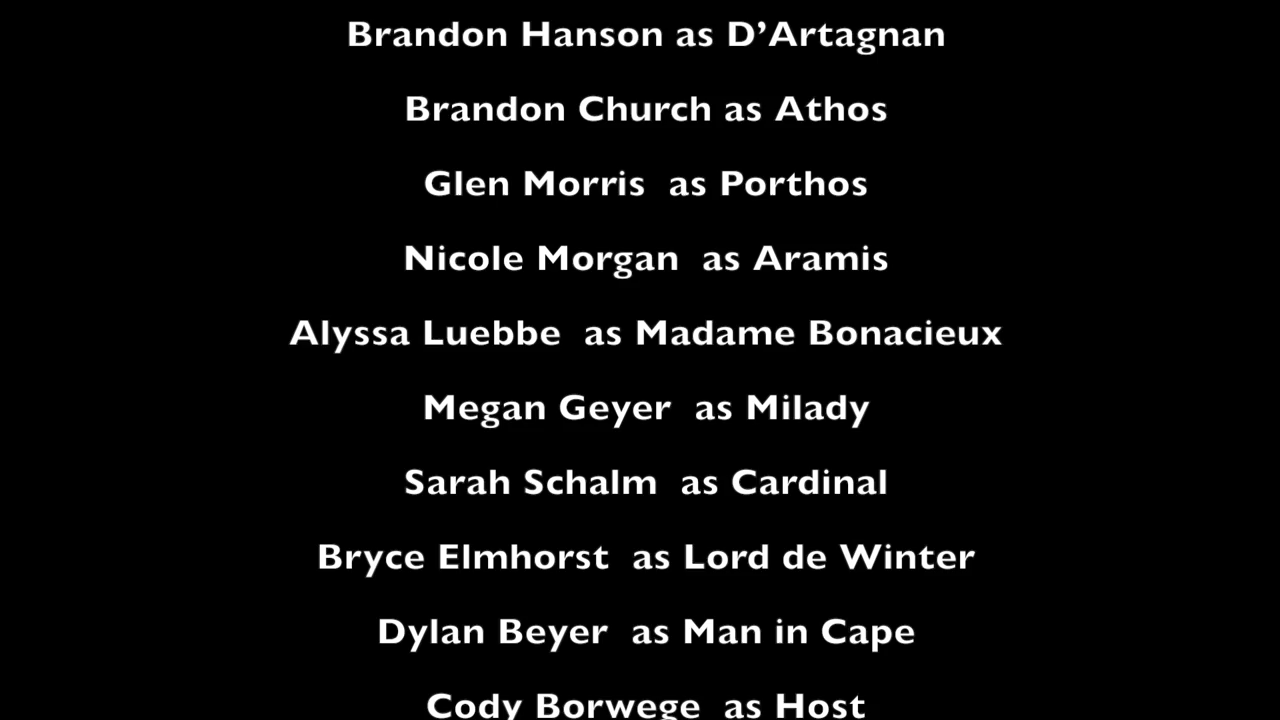 Brandon Hanson as D’Artagnan
Brandon Church as Athos
Glen Morris  as Porthos
Nicole Morgan  as Aramis
Alyssa Luebbe  as Madame Bonacieux
Megan Geyer  as Milady
Sarah Schalm  as Cardinal
Bryce Elmhorst  as Lord de Winter
Dylan Beyer  as Man in Cape
Cody Borwege  as Host